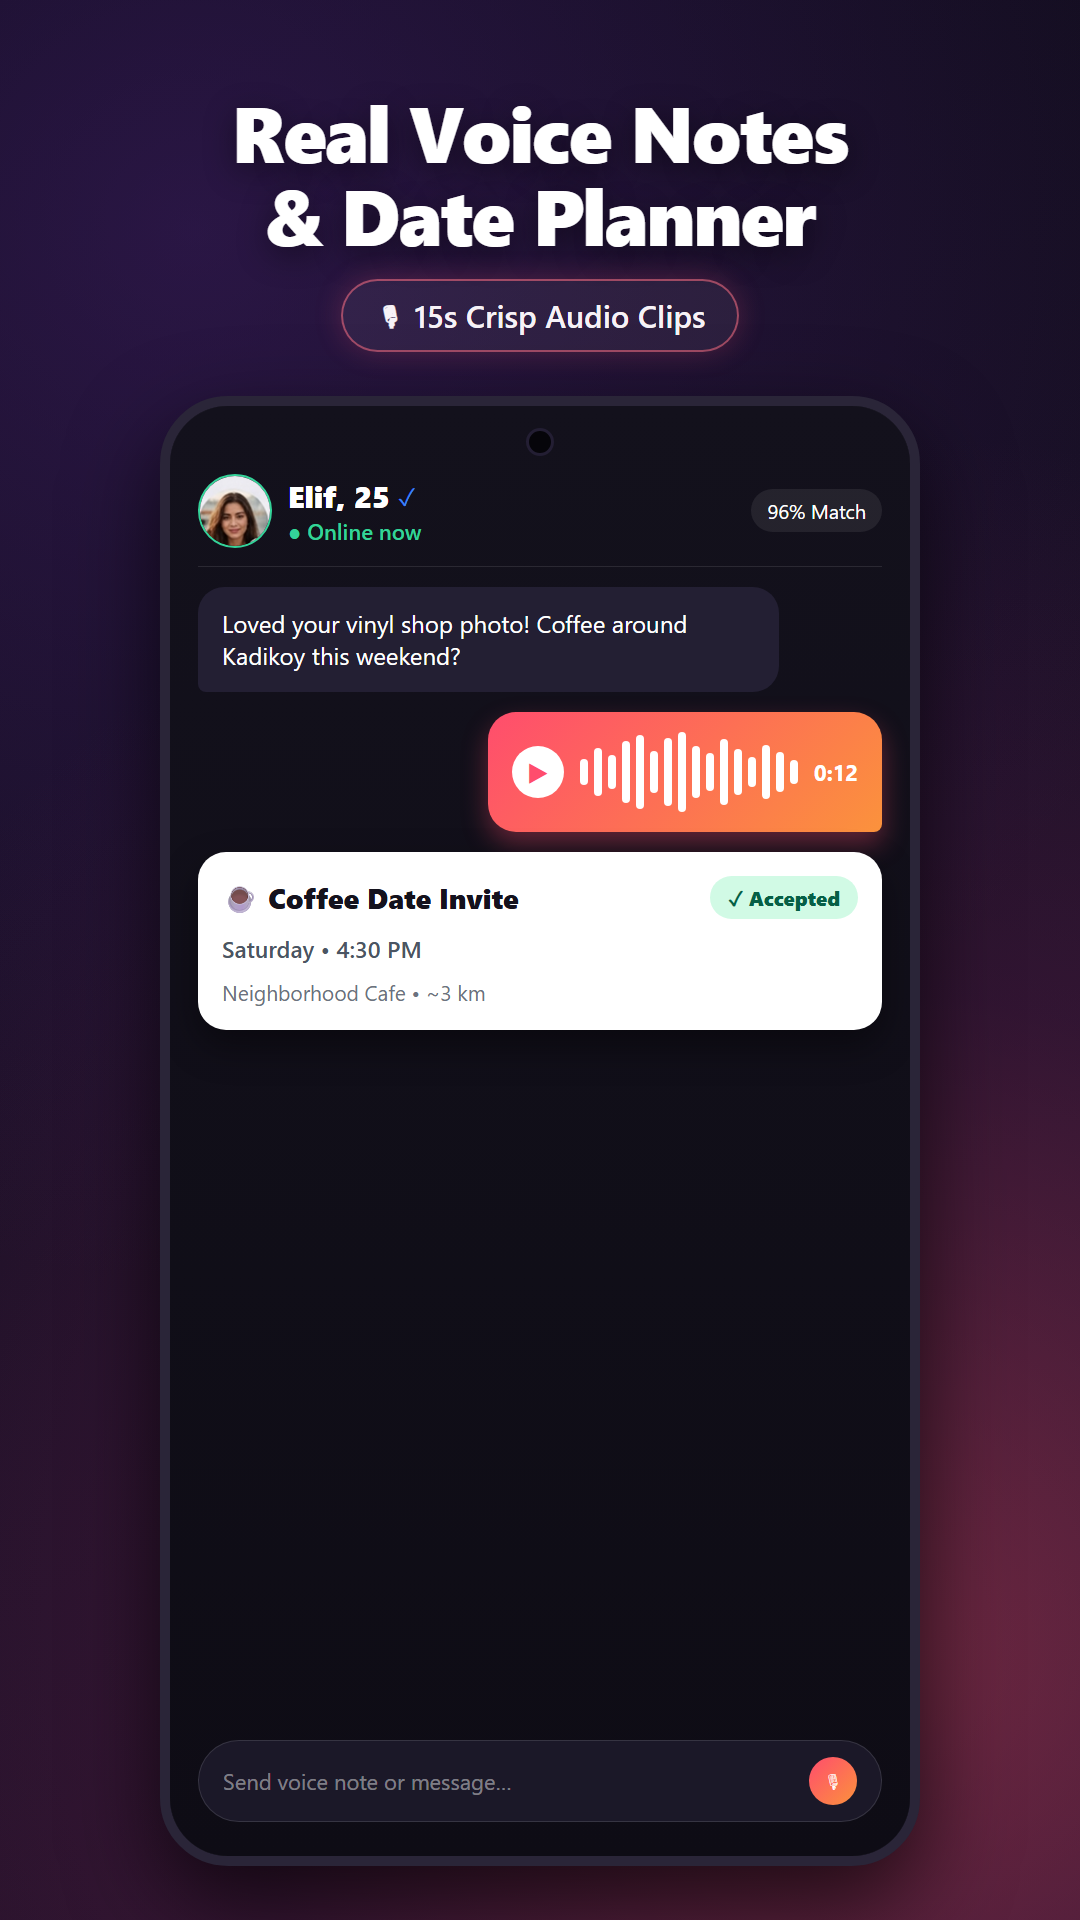 Real Voice Notes
& Date Planner
🎙 15s Crisp Audio Clips
Elif, 25 ✓
● Online now
96% Match
Loved your vinyl shop photo! Coffee around
Kadikoy this weekend?
0:12
☕ Coffee Date Invite
✓ Accepted
Saturday • 4:30 PM
Neighborhood Cafe • ~3 km
Send voice note or message...